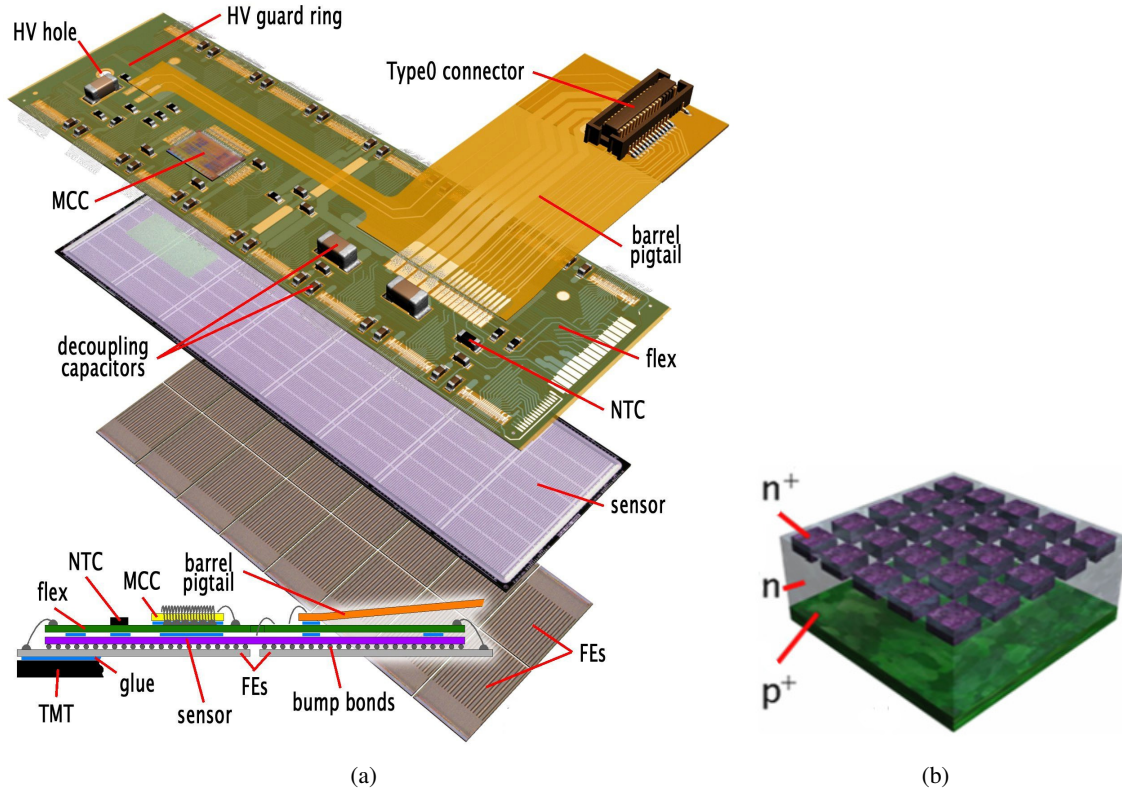 HV guard ring
HV hole
Type0 connector
MCC
barrel
pigtail
decoupling
capacitors
flex
NTC
sensor
n+
n
p+
NTC
MCC
barrel
pigtail
flex
FEs
glue
FEs
TMT
sensor
bump bonds
(a)
(b)